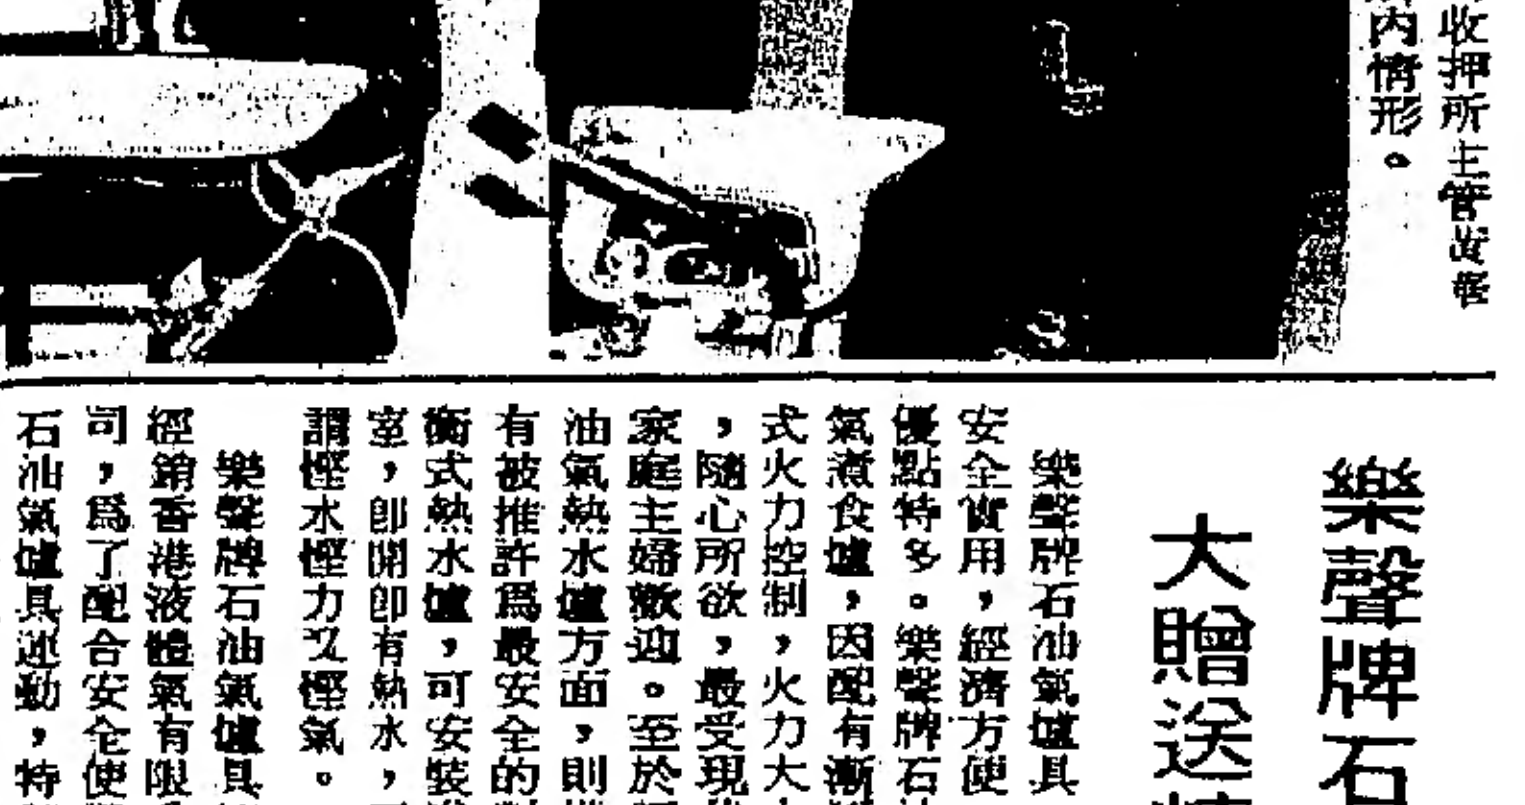 收押所主管
內情形。
樂聲牌石
大贈送
樂聲牌石油氣爐具
安全實用,經濟方便
優點特多。樂聲牌石
氣煮食爐,因配有漸
式火力控制,火力大
,隨心所欲,最受現
家庭主婦歡迎。至於
油氣熱水爐方面,則
有被推許爲最安全的
衡式熱水爐,可安裝
室,卽開卽有熱水,
謂慳水慳力又慳氣。
樂聲牌石油氣爐具
經銷香港液體氣有限
司,爲了配合安全使
石油氣爐具運動,特